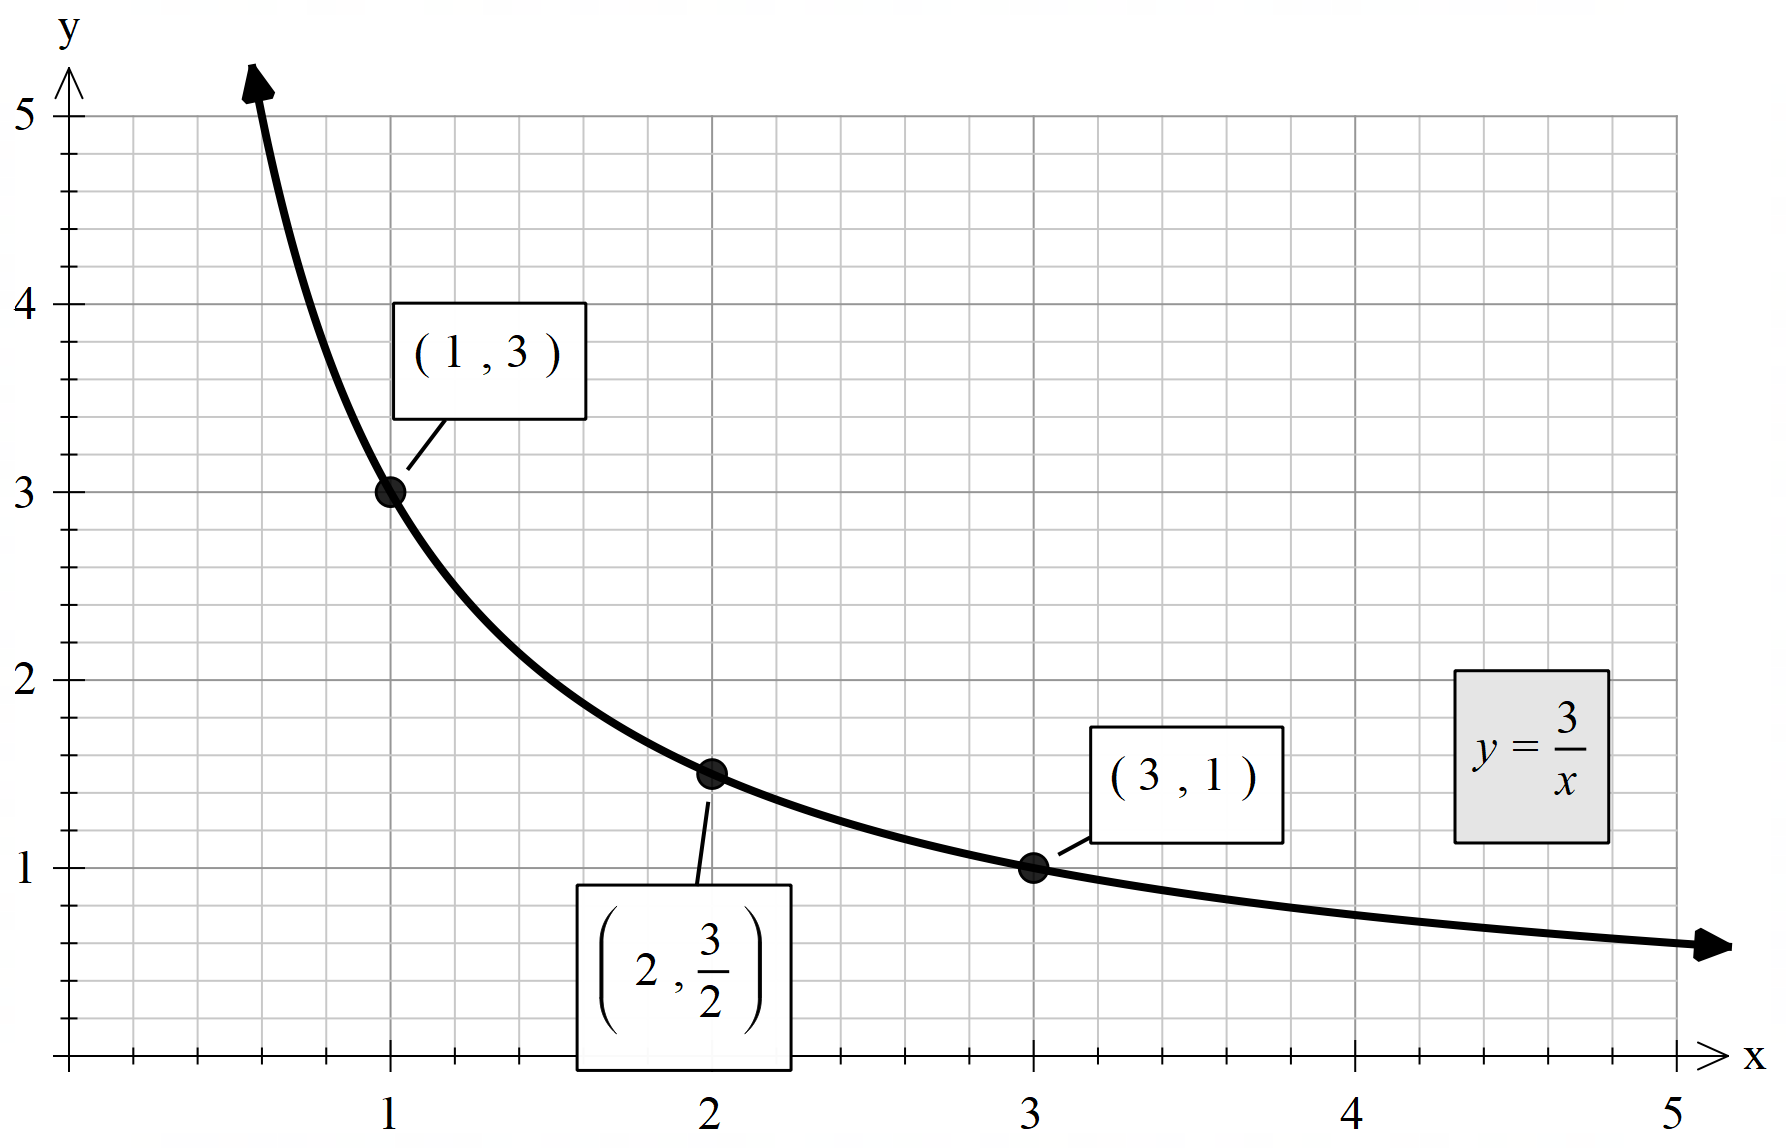 y
5
4
3
2
1
( 1 , 3 )
( 2 , 3/2 )
( 3 , 1 )
y = 3/x
x
1 2 3 4 5